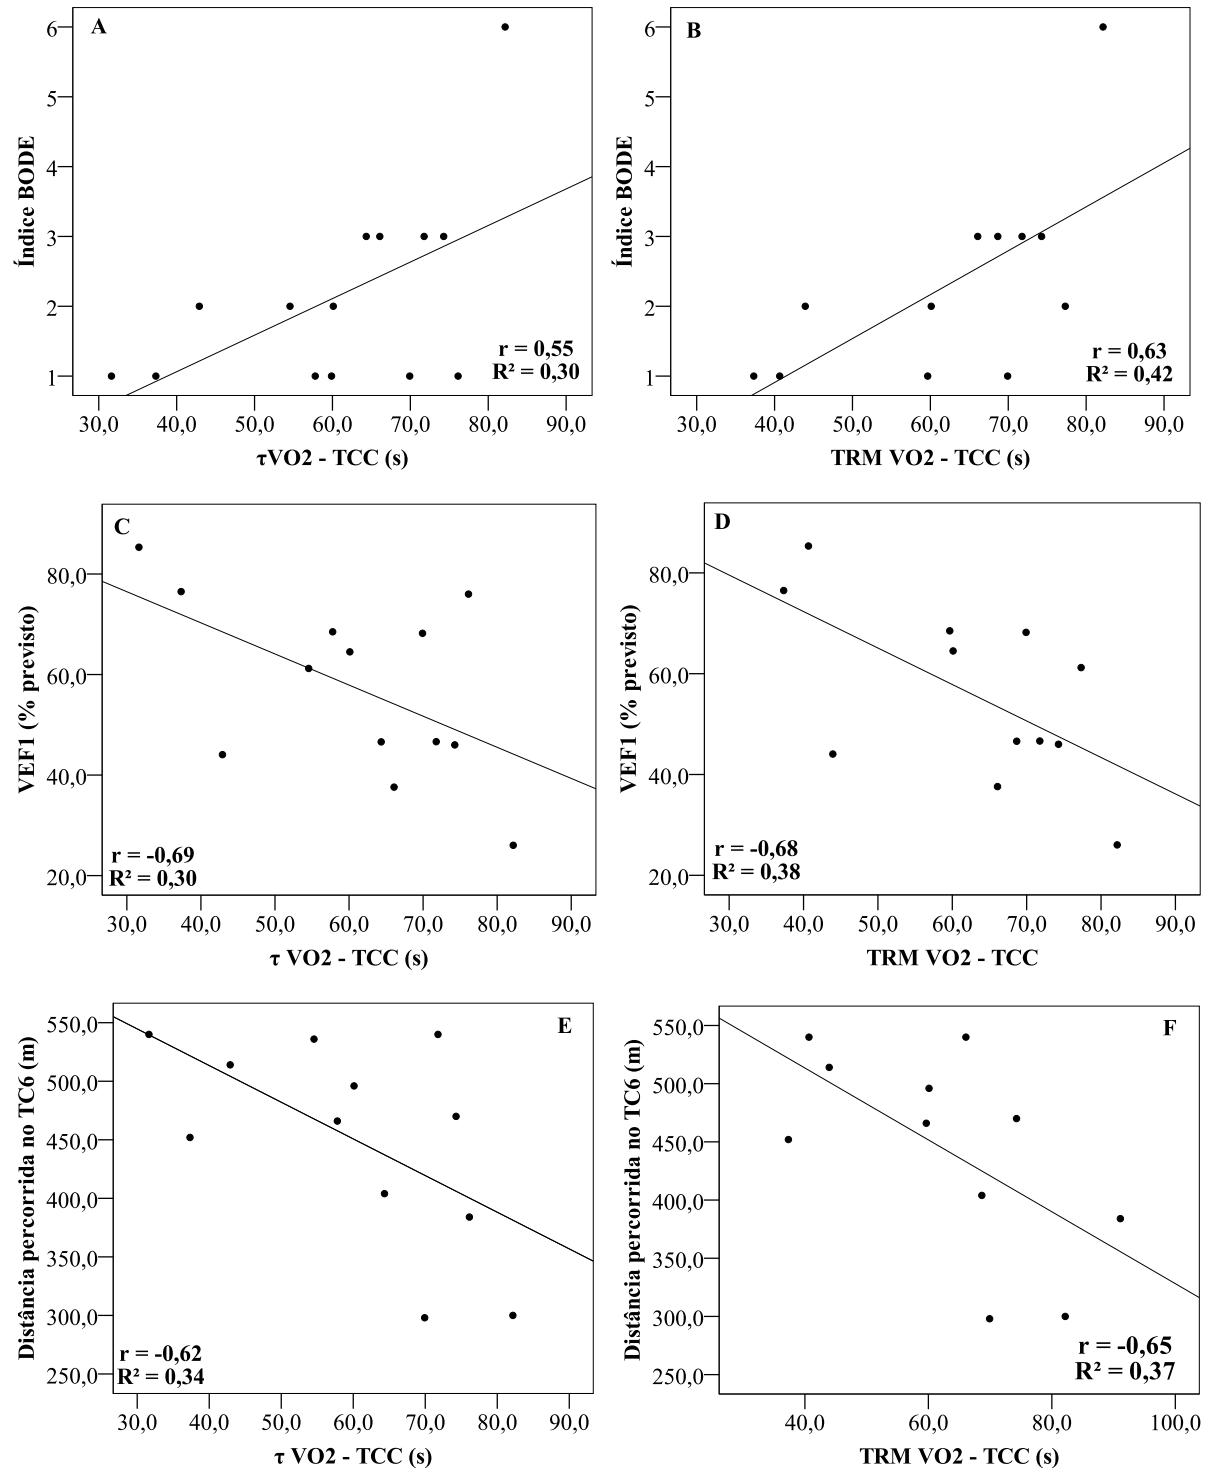 A
Índice BODE
6
5
4
3
2
1
r = 0,55
R² = 0,30
30,0 40,0 50,0 60,0 70,0 80,0 90,0
τVO2 - TCC (s)
B
Índice BODE
6
5
4
3
2
1
r = 0,63
R² = 0,42
30,0 40,0 50,0 60,0 70,0 80,0 90,0
TRM VO2 - TCC (s)
C
VEF1 (% previsto)
80,0
60,0
40,0
20,0
r = -0,69
R² = 0,30
30,0 40,0 50,0 60,0 70,0 80,0 90,0
τ VO2 - TCC (s)
D
VEF1 (% previsto)
80,0
60,0
40,0
20,0
r = -0,68
R² = 0,38
30,0 40,0 50,0 60,0 70,0 80,0 90,0
TRM VO2 - TCC
E
Distância percorrida no TC6 (m)
550,0
500,0
450,0
400,0
350,0
300,0
250,0
r = -0,62
R² = 0,34
30,0 40,0 50,0 60,0 70,0 80,0 90,0
τ VO2 - TCC (s)
F
Distância percorrida no TC6 (m)
550,0
500,0
450,0
400,0
350,0
300,0
250,0
r = -0,65
R² = 0,37
40,0 60,0 80,0 100,0
TRM VO2 - TCC (s)